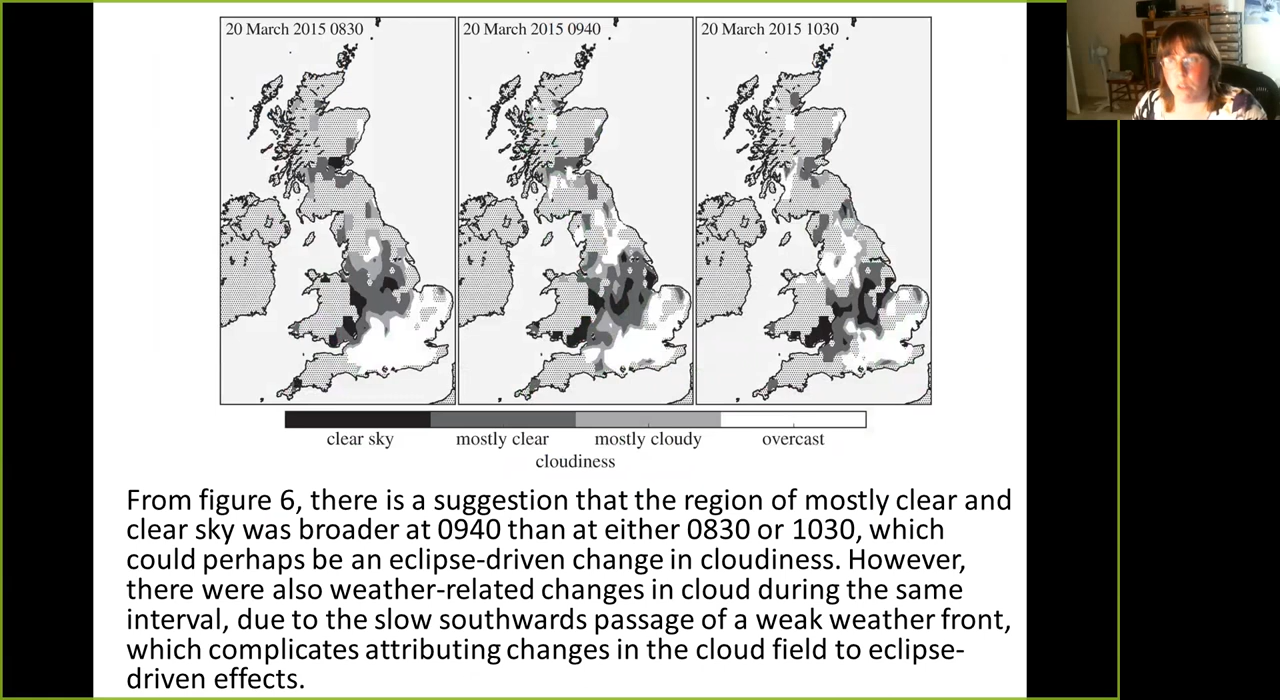 20 March 2015 0830
20 March 2015 0940
20 March 2015 1030
clear sky
mostly clear
mostly cloudy
overcast
cloudiness
From figure 6, there is a suggestion that the region of mostly clear and
clear sky was broader at 0940 than at either 0830 or 1030, which
could perhaps be an eclipse-driven change in cloudiness. However,
there were also weather-related changes in cloud during the same
interval, due to the slow southwards passage of a weak weather front,
which complicates attributing changes in the cloud field to eclipse-
driven effects.